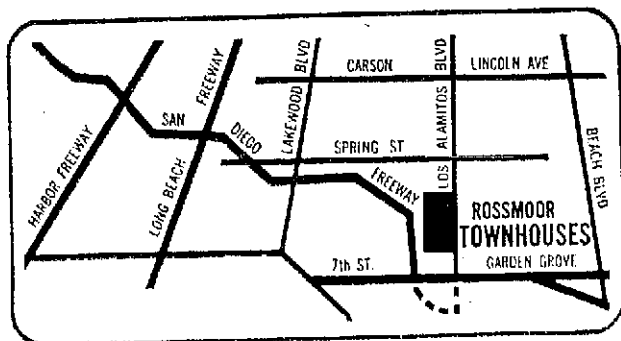 CARSON LINCOLN AVE
HARBOR FREEWAY
LONG BEACH FREEWAY
SAN DIEGO FREEWAY
LAKEWOOD BLVD
LOS ALAMITOS BLVD
BEACH BLVD
SPRING ST
ROSSMOOR
TOWNHOUSES
7th ST. GARDEN GROVE